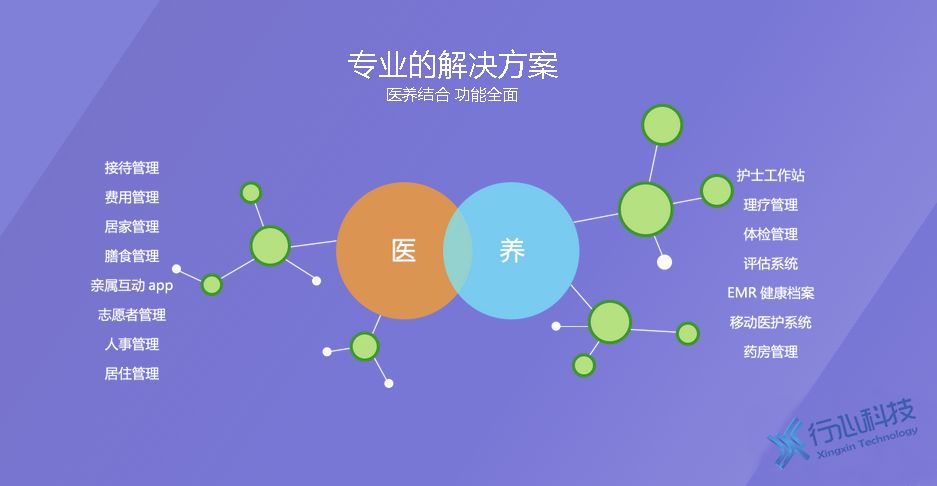 专业的解决方案
医养结合 功能全面
接待管理
费用管理
居家管理
膳食管理
亲属互动 app
志愿者管理
人事管理
居住管理
医
养
护士工作站
理疗管理
体检管理
评估系统
EMR 健康档案
移动医护系统
药房管理
行心科技
Xingxin Technology